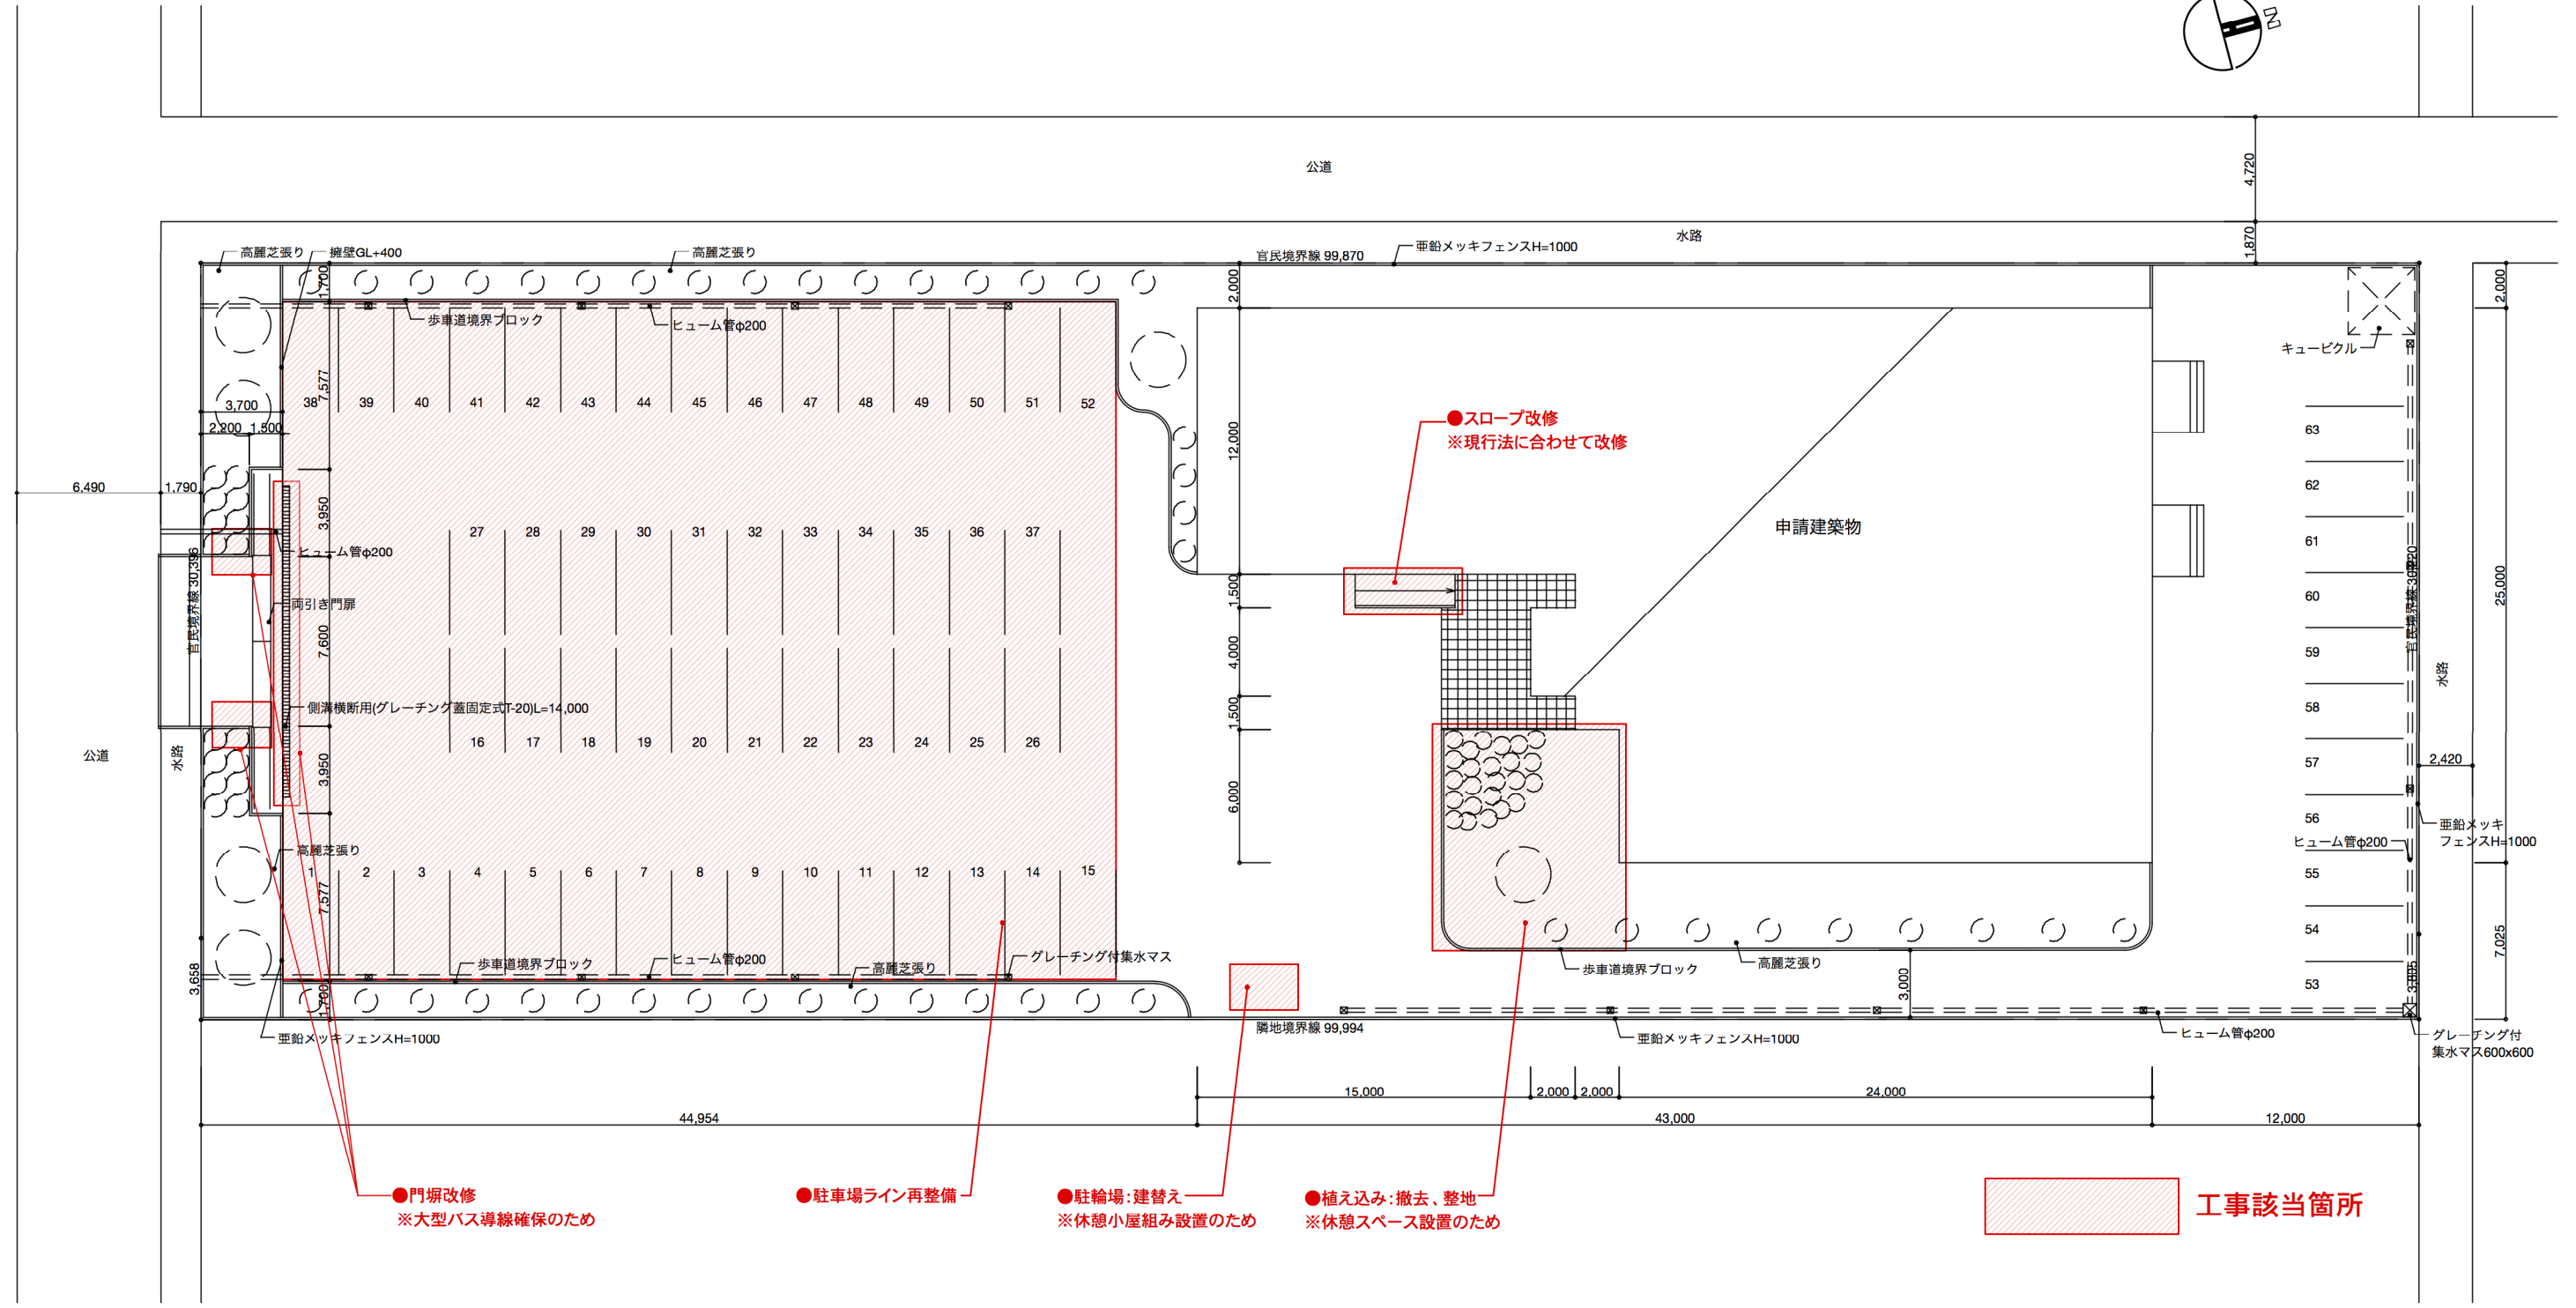 N
公道
4,720
水路
1,870
高麗芝張り
擁壁GL+400
高麗芝張り
官民境界線 99,870
亜鉛メッキフェンスH=1000
1,700
2,000
2,000
歩車道境界ブロック
ヒューム管φ200
キュービクル
7,577
3,700
38 39 40 41 42 43 44 45 46 47 48 49 50 51 52
2,200 1,500
12,000
●スロープ改修
※現行法に合わせて改修
63
6,490
1,790
3,950
62
27 28 29 30 31 32 33 34 35 36 37
申請建築物
61
ヒューム管φ200
官民境界線 30,396
1,500
60
25,000
両引き門扉
7,600
4,000
59
水路
側溝横断用(グレーチング蓋固定式T-20)L=14,000
1,500
58
16 17 18 19 20 21 22 23 24 25 26
公道
水路
3,950
57
2,420
6,000
56
亜鉛メッキ
フェンスH=1000
ヒューム管φ200
高麗芝張り
1 2 3 4 5 6 7 8 9 10 11 12 13 14 15
55
7,577
54
7,025
歩車道境界ブロック
ヒューム管φ200
高麗芝張り
グレーチング付集水マス
歩車道境界ブロック
高麗芝張り
3,658
1,700
3,000
53
亜鉛メッキフェンスH=1000
隣地境界線 99,994
亜鉛メッキフェンスH=1000
ヒューム管φ200
グレーチング付
集水マス600x600
15,000
2,000
2,000
24,000
44,954
43,000
12,000
●門塀改修
※大型バス導線確保のため
●駐車場ライン再整備
●駐輪場：建替え
※休憩小屋組み設置のため
●植え込み：撤去、整地
※休憩スペース設置のため
工事該当箇所